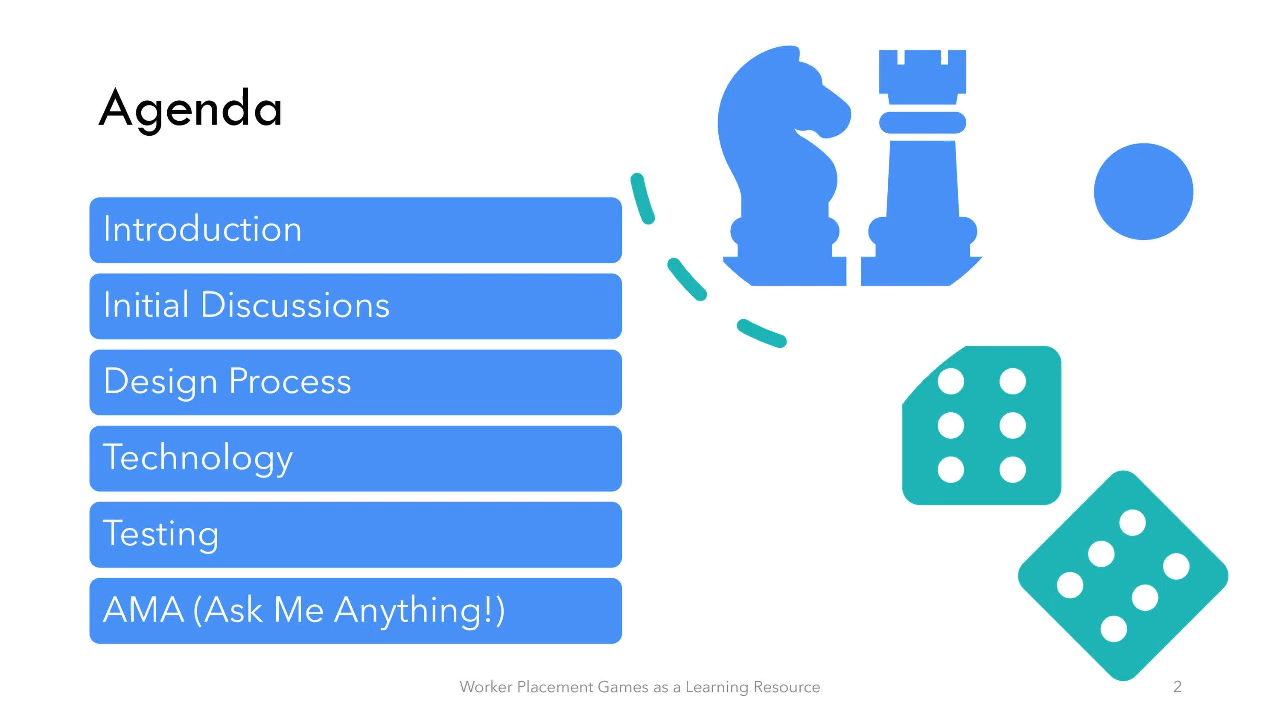 Agenda
Introduction
Initial Discussions
Design Process
Technology
Testing
AMA (Ask Me Anything!)
Worker Placement Games as a Learning Resource
2